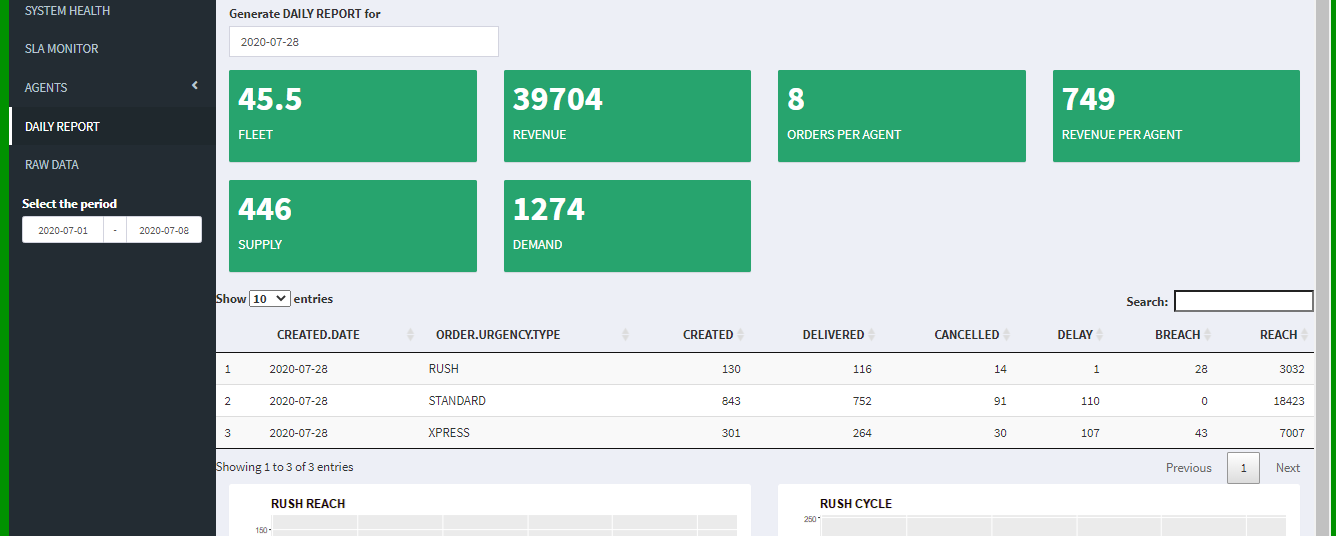 SYSTEM HEALTH
SLA MONITOR
AGENTS
DAILY REPORT
RAW DATA
Select the period
2020-07-01 - 2020-07-08
Generate DAILY REPORT for
2020-07-28
45.5 39704 8 749
FLEET REVENUE ORDERS PER AGENT REVENUE PER AGENT
446 1274
SUPPLY DEMAND
Show 10 entries Search:
CREATED.DATE ORDER.URGENCY.TYPE CREATED DELIVERED CANCELLED DELAY BREACH REACH
1 2020-07-28 RUSH 130 116 14 1 28 3032
2 2020-07-28 STANDARD 843 752 91 110 0 18423
3 2020-07-28 XPRESS 301 264 30 107 43 7007
Showing 1 to 3 of 3 entries Previous 1 Next
RUSH REACH RUSH CYCLE
150 250